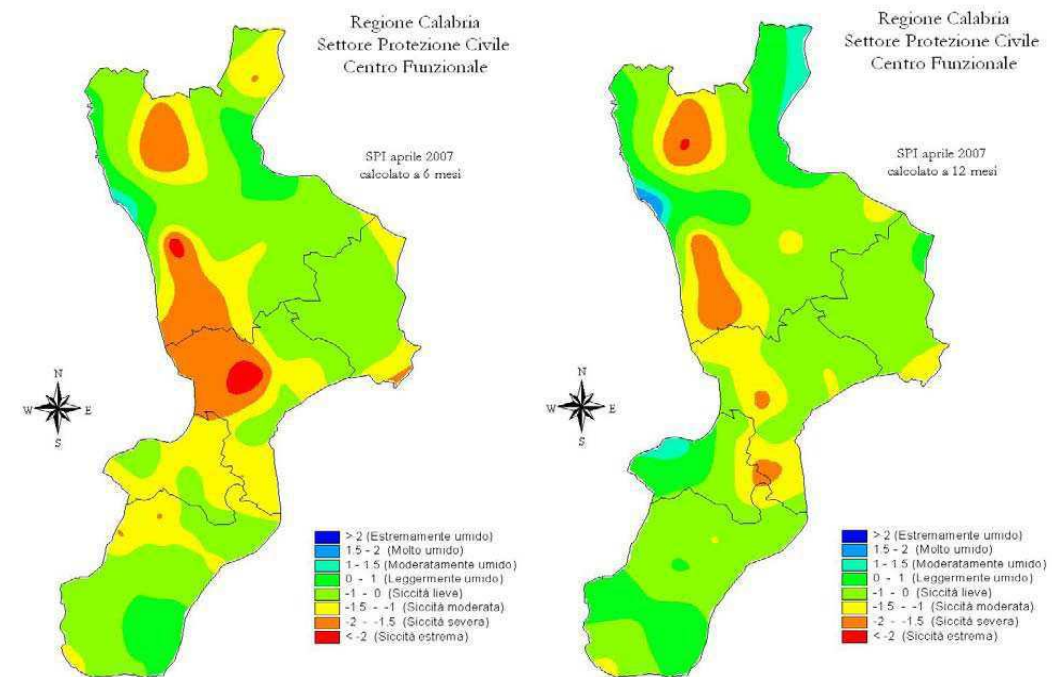 Regione Calabria
Settore Protezione Civile
Centro Funzionale
SPI aprile 2007
calcolato a 6 mesi
N
W E
S
> 2 (Estremamente umido)
1.5 - 2 (Molto umido)
1 - 1.5 (Moderatamente umido)
0 - 1 (Leggermente umido)
-1 - 0 (Siccità lieve)
-1.5 - -1 (Siccità moderata)
-2 - -1.5 (Siccità severa)
< -2 (Siccità estrema)
Regione Calabria
Settore Protezione Civile
Centro Funzionale
SPI aprile 2007
calcolato a 12 mesi
N
W E
S
> 2 (Estremamente umido)
1.5 - 2 (Molto umido)
1 - 1.5 (Moderatamente umido)
0 - 1 (Leggermente umido)
-1 - 0 (Siccità lieve)
-1.5 - -1 (Siccità moderata)
-2 - -1.5 (Siccità severa)
< -2 (Siccità estrema)